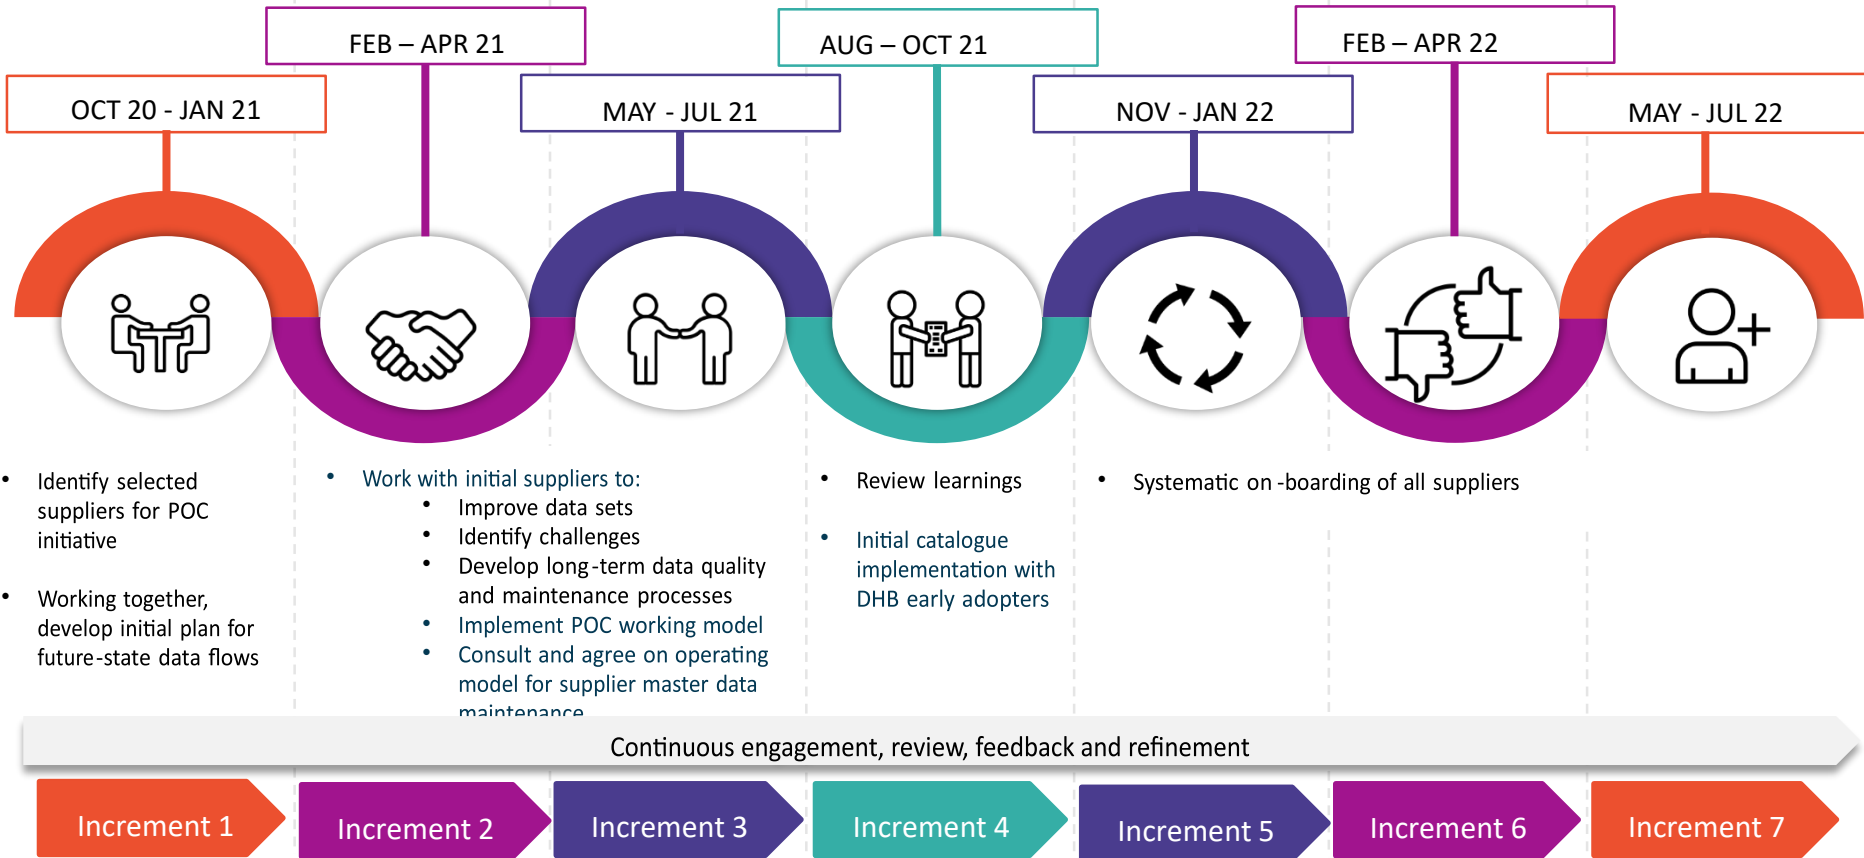 FEB – APR 21
AUG – OCT 21
FEB – APR 22
OCT 20 - JAN 21
MAY - JUL 21
NOV - JAN 22
MAY - JUL 22
• Identify selected
suppliers for POC
initiative
• Working together,
develop initial plan for
future-state data flows
• Work with initial suppliers to:
• Improve data sets
• Identify challenges
• Develop long-term data quality
and maintenance processes
• Implement POC working model
• Consult and agree on operating
model for supplier master data
maintenance
• Review learnings
• Initial catalogue
implementation with
DHB early adopters
• Systematic on -boarding of all suppliers
Continuous engagement, review, feedback and refinement
Increment 1
Increment 2
Increment 3
Increment 4
Increment 5
Increment 6
Increment 7